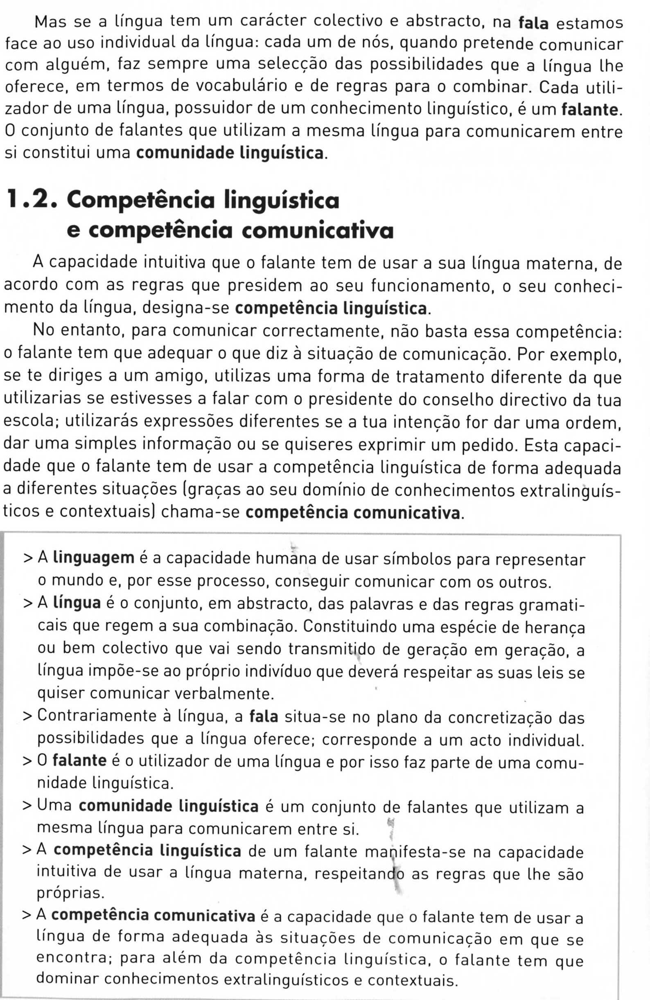 Mas se a língua tem um carácter colectivo e abstracto, na fala estamos
face ao uso individual da língua: cada um de nós, quando pretende comunicar
com alguém, faz sempre uma selecção das possibilidades que a língua lhe
oferece, em termos de vocabulário e de regras para o combinar. Cada utili-
zador de uma língua, possuidor de um conhecimento linguístico, é um falante.
O conjunto de falantes que utilizam a mesma língua para comunicarem entre
si constitui uma comunidade linguística.
1.2. Competência linguística
e competência comunicativa
A capacidade intuitiva que o falante tem de usar a sua língua materna, de
acordo com as regras que presidem ao seu funcionamento, o seu conheci-
mento da língua, designa-se competência linguística.
No entanto, para comunicar correctamente, não basta essa competência:
o falante tem que adequar o que diz à situação de comunicação. Por exemplo,
se te diriges a um amigo, utilizas uma forma de tratamento diferente da que
utilizarias se estivesses a falar com o presidente do conselho directivo da tua
escola; utilizarás expressões diferentes se a tua intenção for dar uma ordem,
dar uma simples informação ou se quiseres exprimir um pedido. Esta capaci-
dade que o falante tem de usar a competência linguística de forma adequada
a diferentes situações (graças ao seu domínio de conhecimentos extralinguís-
ticos e contextuais) chama-se competência comunicativa.
> A linguagem é a capacidade humana de usar símbolos para representar
o mundo e, por esse processo, conseguir comunicar com os outros.
> A língua é o conjunto, em abstracto, das palavras e das regras gramati-
cais que regem a sua combinação. Constituindo uma espécie de herança
ou bem colectivo que vai sendo transmitido de geração em geração, a
língua impõe-se ao próprio indivíduo que deverá respeitar as suas leis se
quiser comunicar verbalmente.
> Contrariamente à língua, a fala situa-se no plano da concretização das
possibilidades que a língua oferece; corresponde a um acto individual.
> O falante é o utilizador de uma língua e por isso faz parte de uma comu-
nidade linguística.
> Uma comunidade linguística é um conjunto de falantes que utilizam a
mesma língua para comunicarem entre si.
> A competência linguística de um falante manifesta-se na capacidade
intuitiva de usar a língua materna, respeitando as regras que lhe são
próprias.
> A competência comunicativa é a capacidade que o falante tem de usar a
língua de forma adequada às situações de comunicação em que se
encontra; para além da competência linguística, o falante tem que
dominar conhecimentos extralinguísticos e contextuais.